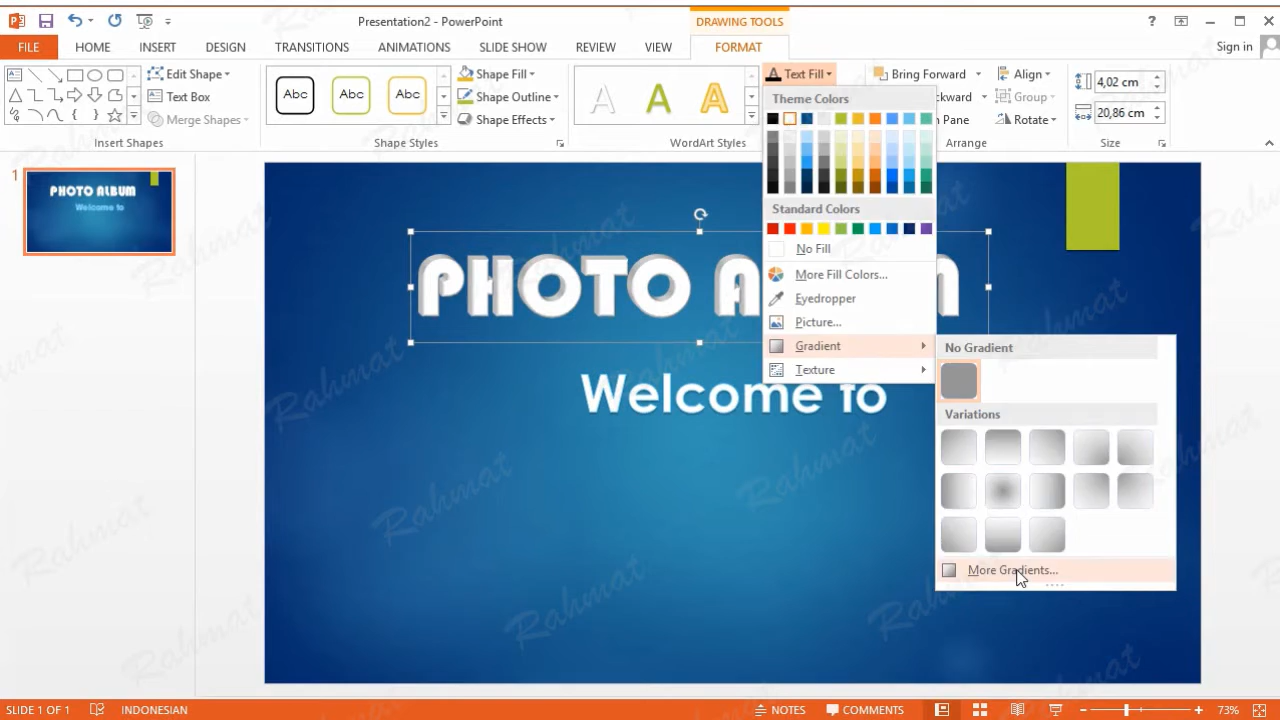 Presentation2 - PowerPoint
DRAWING TOOLS
?
FILE
HOME
INSERT
DESIGN
TRANSITIONS
ANIMATIONS
SLIDE SHOW
REVIEW
VIEW
FORMAT
Sign in
Edit Shape
Text Box
Merge Shapes
Insert Shapes
Abc
Abc
Abc
Shape Fill
Shape Outline
Shape Effects
Shape Styles
A
A
A
WordArt Styles
A Text Fill
Bring Forward
Align
Group
Rotate
Arrange
4,02 cm
20,86 cm
Size
Theme Colors
Standard Colors
No Fill
More Fill Colors...
Eyedropper
Picture...
Gradient
Texture
No Gradient
Variations
More Gradients...
1
PHOTO ALBUM
Welcome to
PHOTO A
Welcome to
Rahmat
SLIDE 1 OF 1
INDONESIAN
NOTES
COMMENTS
73%